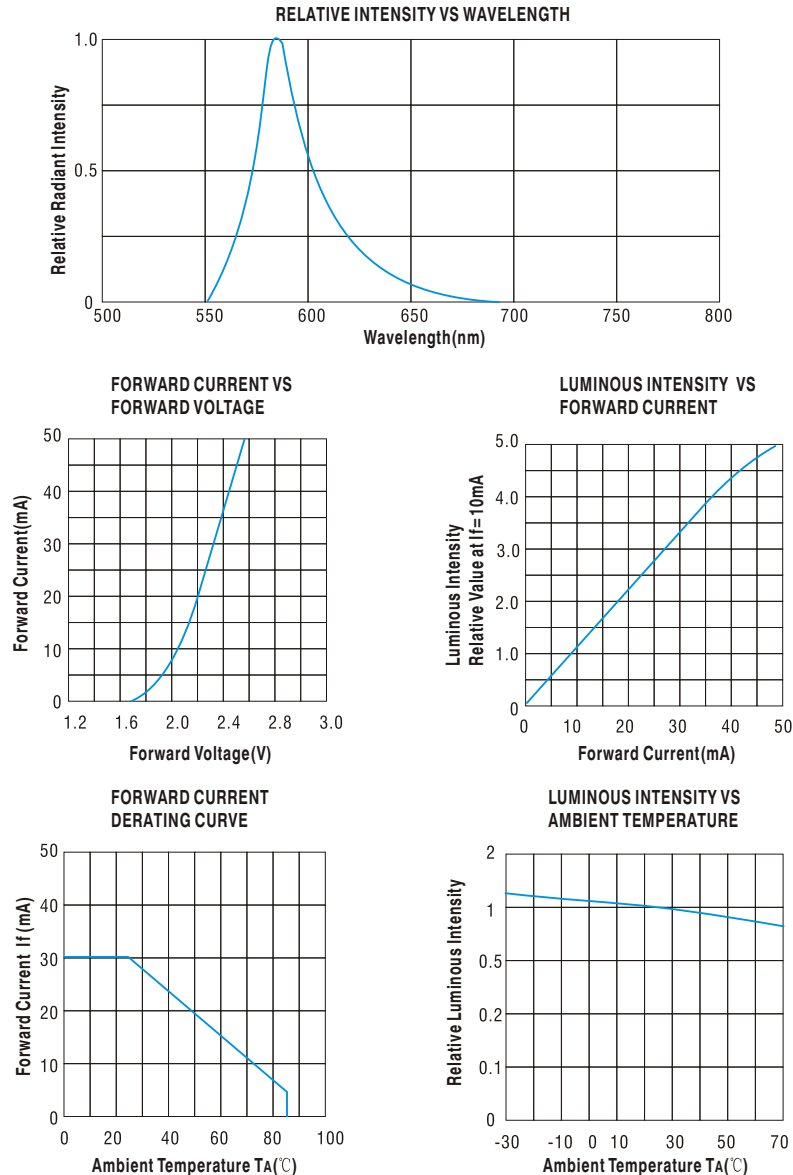 RELATIVE INTENSITY VS WAVELENGTH
Relative Radiant Intensity
1.0
0.5
0
500 550 600 650 700 750 800
Wavelength(nm)
FORWARD CURRENT VS
FORWARD VOLTAGE
Forward Current(mA)
50
40
30
20
10
0
1.2 1.6 2.0 2.4 2.8 3.0
Forward Voltage(V)
LUMINOUS INTENSITY VS
FORWARD CURRENT
Luminous Intensity
Relative Value at If=10mA
5.0
4.0
3.0
2.0
1.0
0
0 10 20 30 40 50
Forward Current(mA)
FORWARD CURRENT
DERATING CURVE
Forward Current If (mA)
50
40
30
20
10
0
0 20 40 60 80 100
Ambient Temperature TA(℃)
LUMINOUS INTENSITY VS
AMBIENT TEMPERATURE
Relative Luminous Intensity
2
1
0.5
0.2
0.1
0
-30 -10 0 10 30 50 70
Ambient Temperature TA(℃)